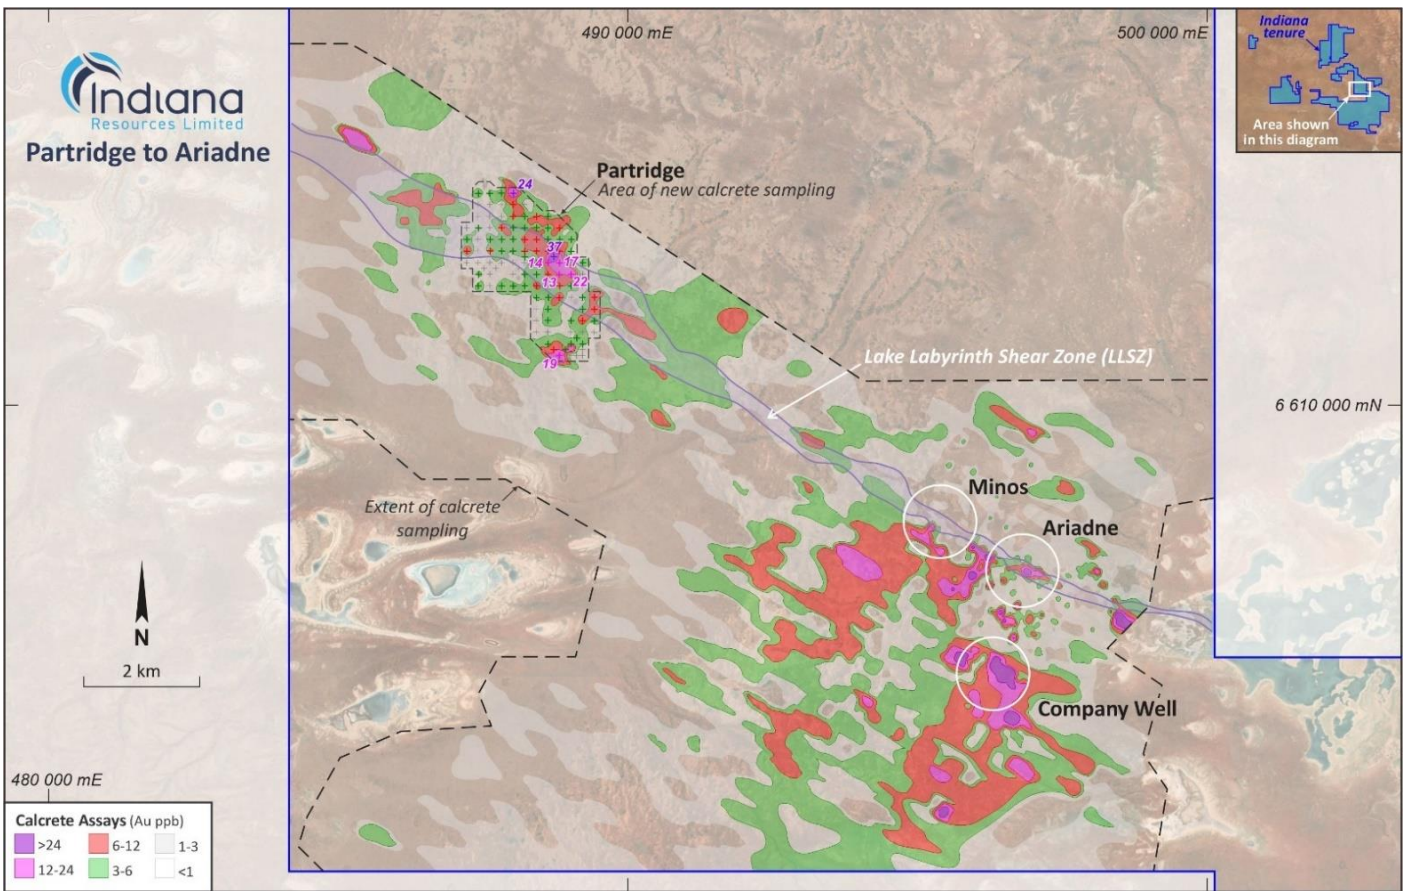 Indiana
Resources Limited
Partridge to Ariadne
490 000 mE
500 000 mE
Indiana
tenure
Area shown
in this diagram
Partridge
Area of new calcrete sampling
24
37
14
17
13
22
19
Lake Labyrinth Shear Zone (LLSZ)
6 610 000 mN
Minos
Extent of calcrete
sampling
Ariadne
N
2 km
Company Well
480 000 mE
Calcrete Assays (Au ppb)
>24 6-12 1-3
12-24 3-6 <1